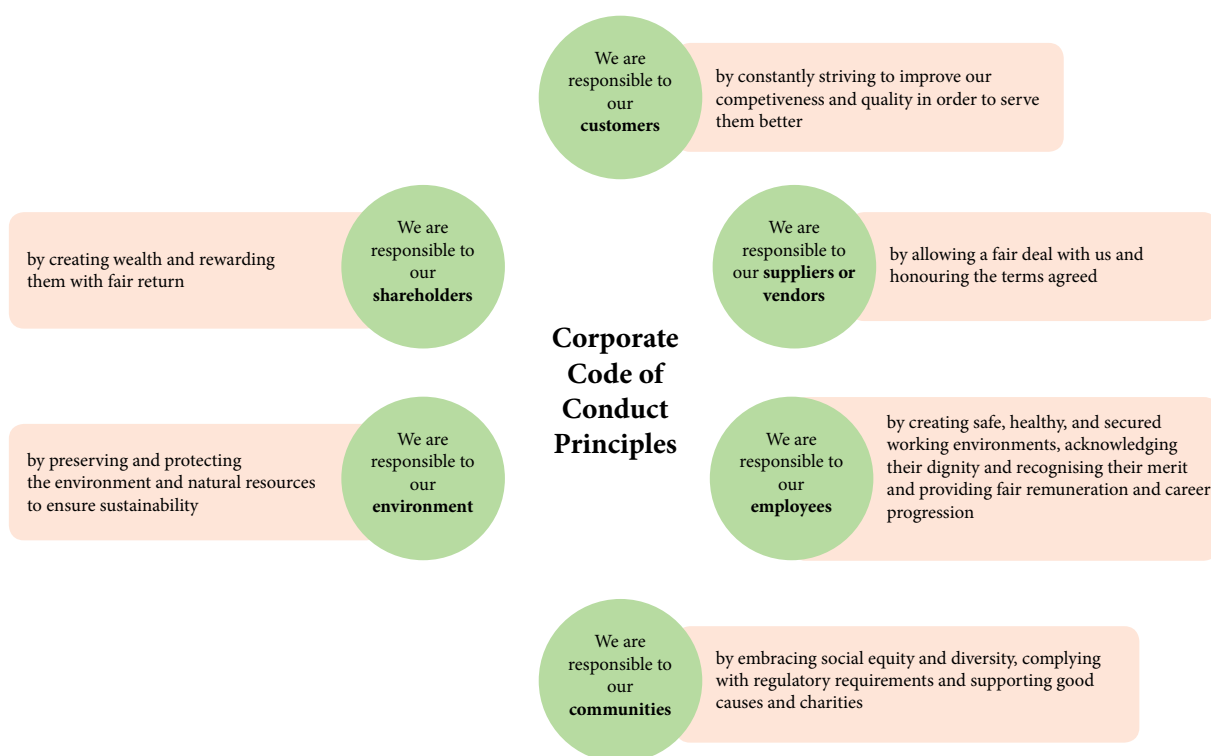 We are
responsible to
our
customers
by constantly striving to improve our
competiveness and quality in order to serve
them better
by creating wealth and rewarding
them with fair return
We are
responsible to
our
shareholders
We are
responsible to
our suppliers or
vendors
by allowing a fair deal with us and
honouring the terms agreed
Corporate
Code of
Conduct
Principles
by preserving and protecting
the environment and natural resources
to ensure sustainability
We are
responsible to
our
environment
We are
responsible to
our
employees
by creating safe, healthy, and secured
working environments, acknowledging
their dignity and recognising their merit
and providing fair remuneration and career
progression
We are
responsible to
our
communities
by embracing social equity and diversity, complying
with regulatory requirements and supporting good
causes and charities